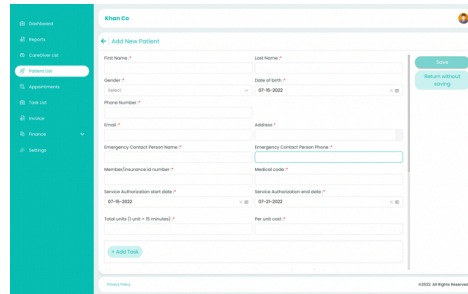 Khan Co
Dashboard
Reports
CareGiver List
Patient List
Appointments
Task List
Invoice
Finance
Settings
Add New Patient
First Name :*
Last Name :*
Gender :*
Date of birth :*
Select
07-15-2022
Phone Number :*
Email :*
Address :*
Emergency Contact Person Name :*
Emergency Contact Person Phone :*
Member/Insurance id number :*
Medical code :*
Service Authorization start date :*
Service Authorization end date :*
07-15-2022
07-21-2022
Total units (1 unit = 15 minutes) :*
Per unit cost :*
+ Add Task
Save
Return without saving
Privacy Policy
©2022. All Rights Reserved